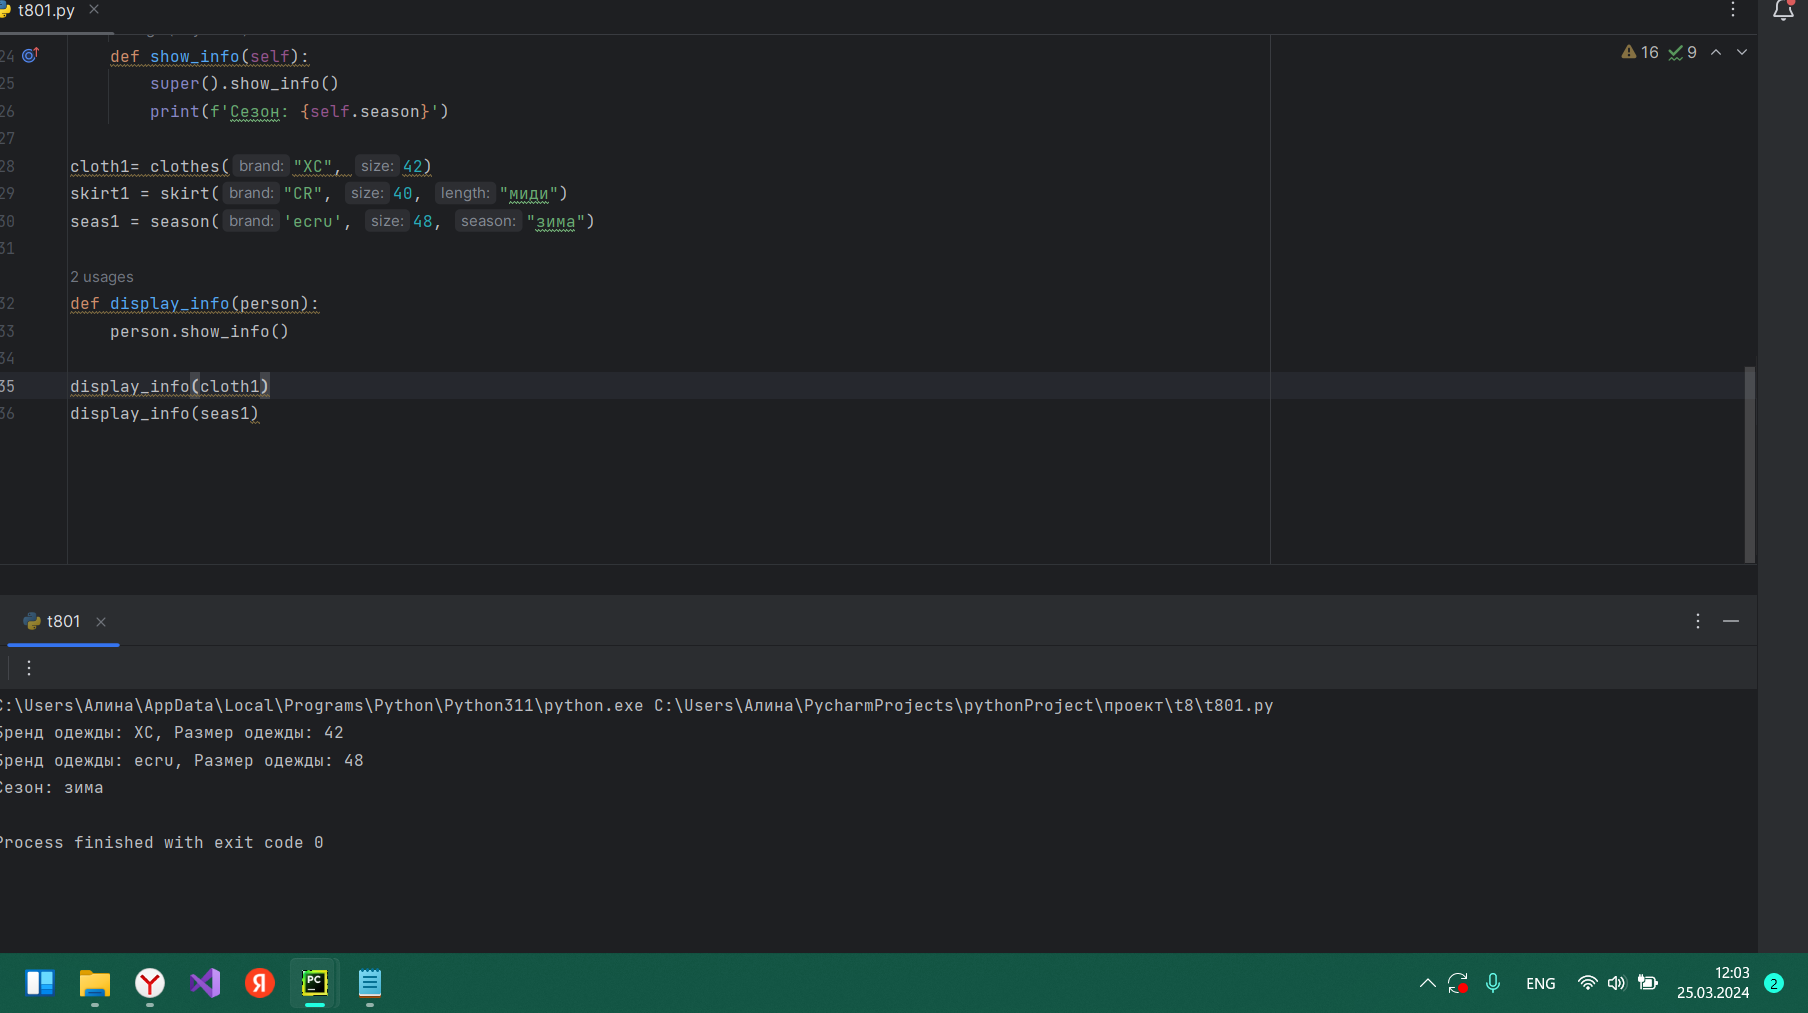 t801.py
24 def show_info(self):
16 9
25 super().show_info()
26 print(f'Сезон: {self.season}')
27
28 cloth1= clothes( brand: "XC", size: 42)
29 skirt1 = skirt( brand: "CR", size: 40, length: "миди")
30 seas1 = season( brand: 'ecru', size: 48, season: "зима")
31
2 usages
32 def display_info(person):
33 person.show_info()
34
35 display_info(cloth1)
36 display_info(seas1)
t801
C:\Users\Алина\AppData\Local\Programs\Python\Python311\python.exe C:\Users\Алина\PycharmProjects\pythonProject\проект\t8\t801.py
Бренд одежды: XC, Размер одежды: 42
Бренд одежды: ecru, Размер одежды: 48
Сезон: зима
Process finished with exit code 0
Я
PC
ENG
12:03
25.03.2024
2